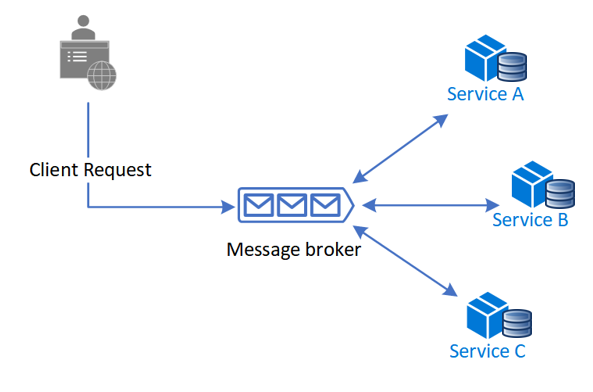 Service A
Client Request
Service B
Message broker
Service C